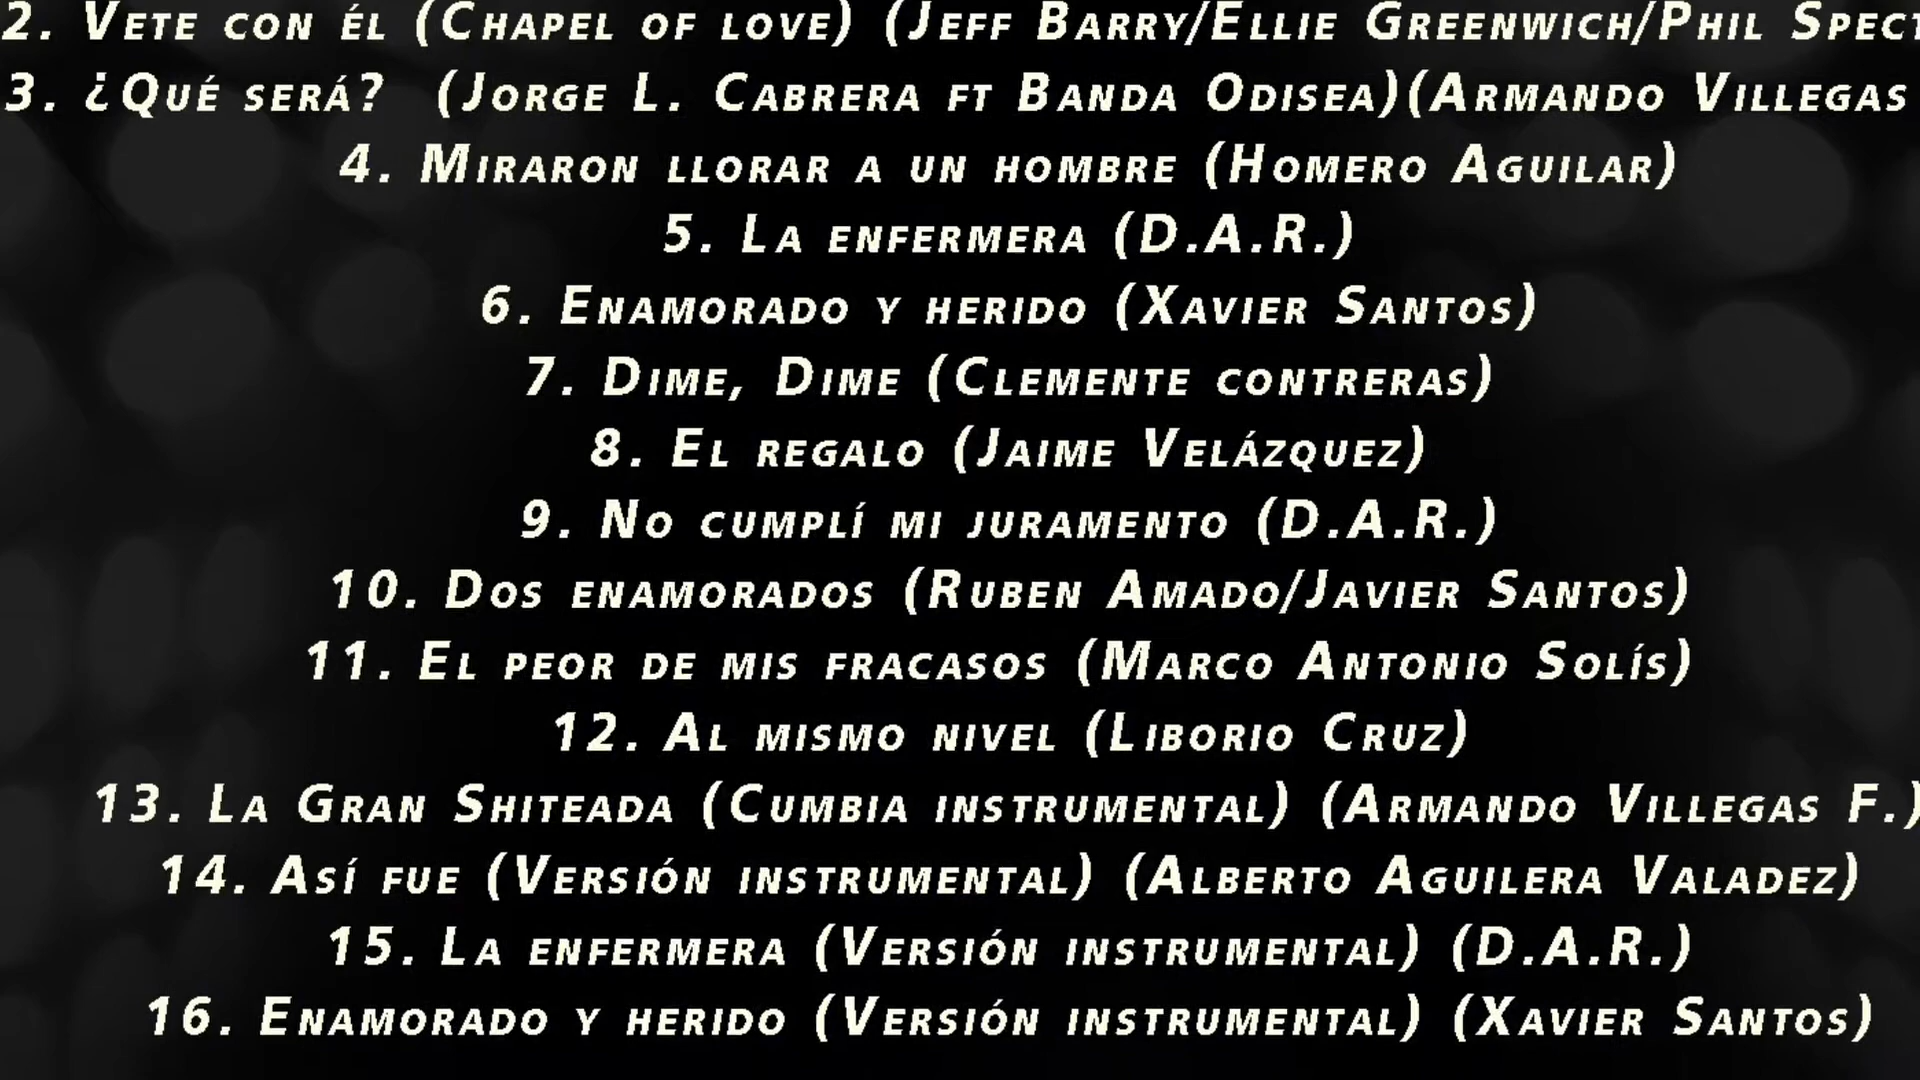 2. Vete con él (Chapel of love) (Jeff Barry/Ellie Greenwich/Phil
3. ¿Qué será? (Jorge L. Cabrera ft Banda Odisea)(Armando Villegas
4. Miraron llorar a un hombre (Homero Aguilar)
5. La enfermera (D.A.R.)
6. Enamorado y herido (Xavier Santos)
7. Dime, Dime (Clemente contreras)
8. El regalo (Jaime Velázquez)
9. No cumplí mi juramento (D.A.R.)
10. Dos enamorados (Ruben Amado/Javier Santos)
11. El peor de mis fracasos (Marco Antonio Solís)
12. Al mismo nivel (Liborio Cruz)
13. La Gran Shiteada (Cumbia instrumental) (Armando Villegas F.)
14. Así fue (Versión instrumental) (Alberto Aguilera Valadez)
15. La enfermera (Versión instrumental) (D.A.R.)
16. Enamorado y herido (Versión instrumental) (Xavier Santos)